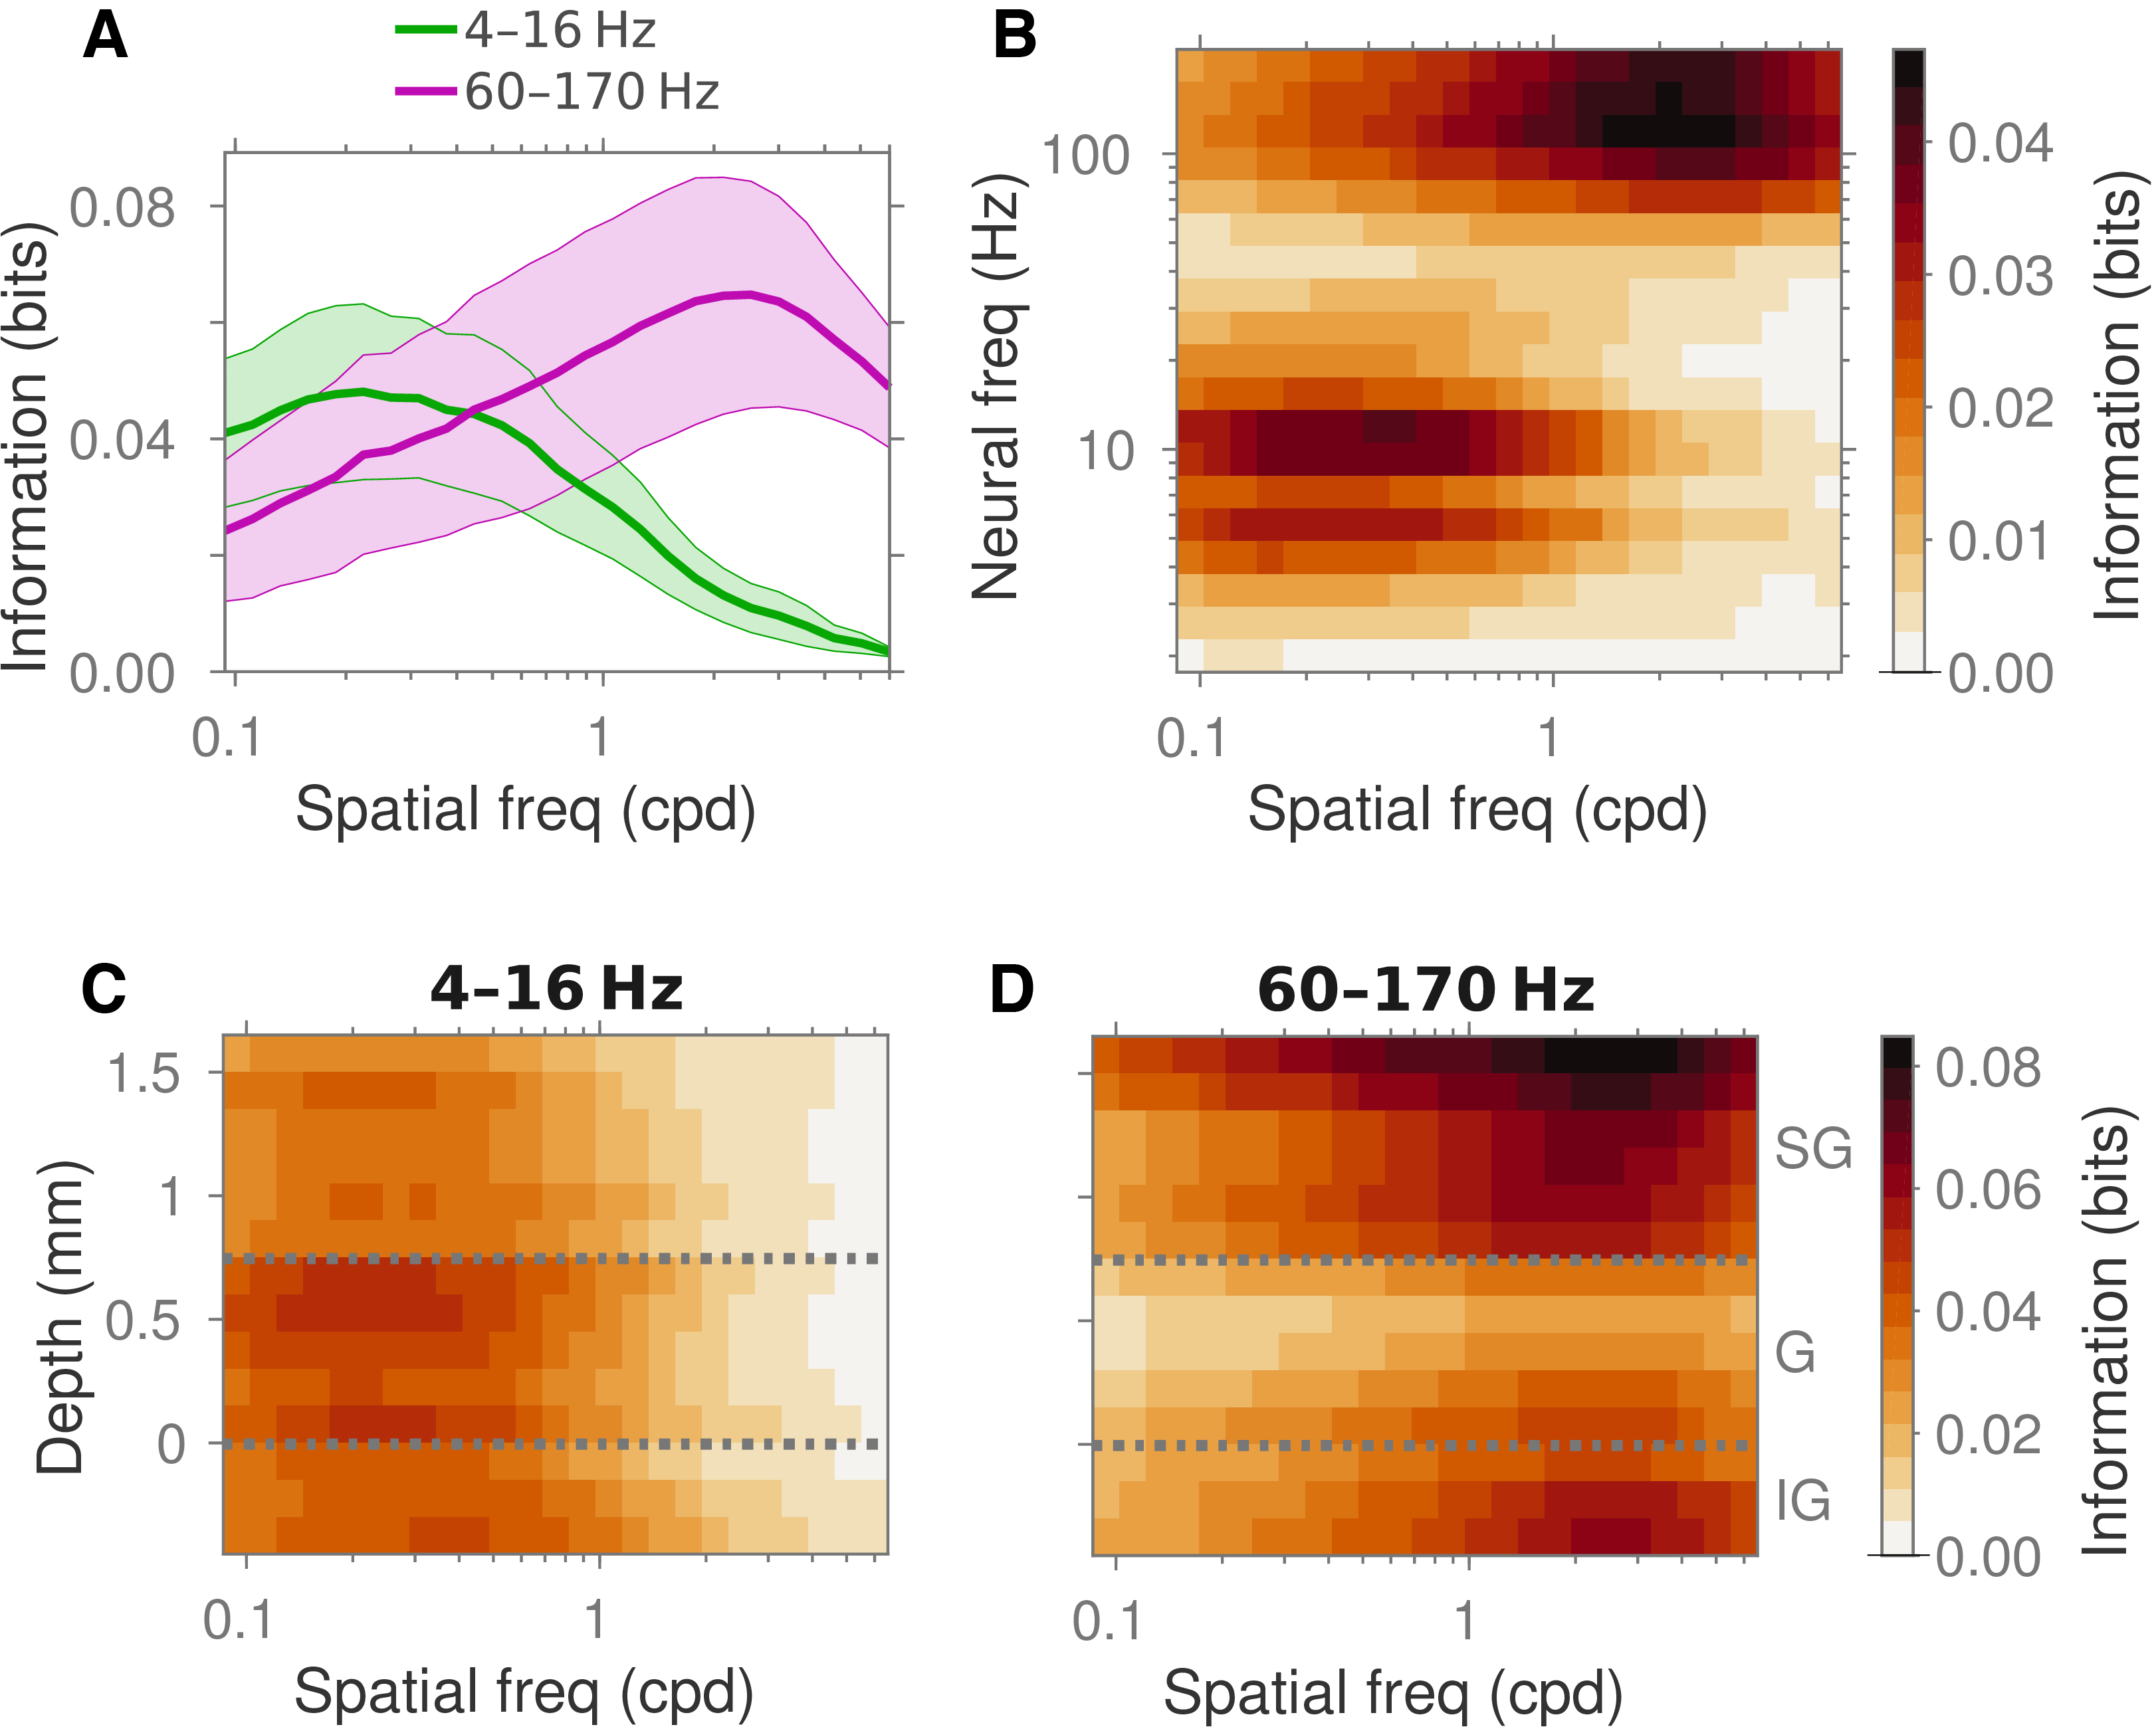 A
4–16 Hz
60–170 Hz
Information (bits)
0.08
0.04
0.00
0.1
1
Spatial freq (cpd)
B
Neural freq (Hz)
100
10
0.1
1
Spatial freq (cpd)
0.04
0.03
0.02
0.01
0.00
Information (bits)
C
4–16 Hz
Depth (mm)
1.5
1
0.5
0
0.1
1
Spatial freq (cpd)
D
60–170 Hz
SG
G
IG
0.1
1
Spatial freq (cpd)
0.08
0.06
0.04
0.02
0.00
Information (bits)